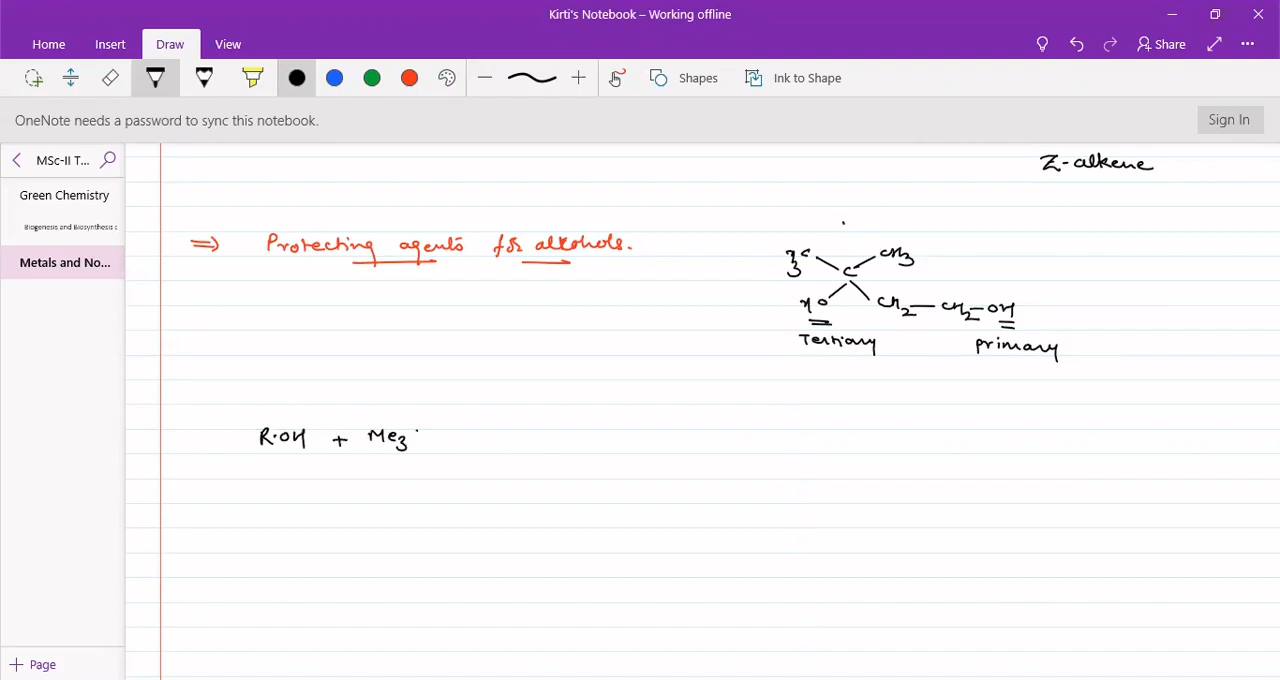 Kirti's Notebook – Working offline
Home Insert Draw View
Share
Shapes Ink to Shape
OneNote needs a password to sync this notebook.
Sign In
MSc-II T...
Green Chemistry
Biogenesis and Biosynthesis c
Metals and No...
Z-alkene
⇒ Protecting agents for alcohols.
H3C CH3
C
HO CH2—CH2—OH
Tertiary Primary
R·OH + Me3
+ Page